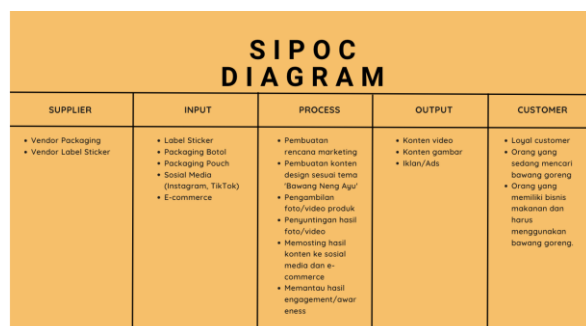 SIPOC
DIAGRAM
SUPPLIER
INPUT
PROCESS
OUTPUT
CUSTOMER
• Vendor Packaging
• Vendor Label Sticker
• Label Sticker
• Packaging Botol
• Packaging Pouch
• Sosial Media
(Instagram, TikTok)
• E-commerce
• Pembuatan
rencana marketing
• Pembuatan konten
design sesuai tema
'Bawang Neng Ayu'
• Pengambilan
foto/video produk
• Penyuntingan hasil
foto/video
• Memosting hasil
konten ke sosial
media dan e-
commerce
• Memantau hasil
engagement/awar
eness
• Konten video
• Konten gambar
• Iklan/Ads
• Loyal customer
• Orang yang
sedang mencari
bawang goreng
• Orang yang
memiliki bisnis
makanan dan
harus
menggunakan
bawang goreng.